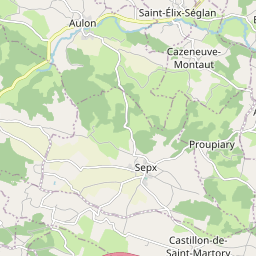 Saint-Élix-Séglan
Aulon
Cazeneuve-
Montaut
Proupiary
Sepx
Castillon-de-
Saint-Martory